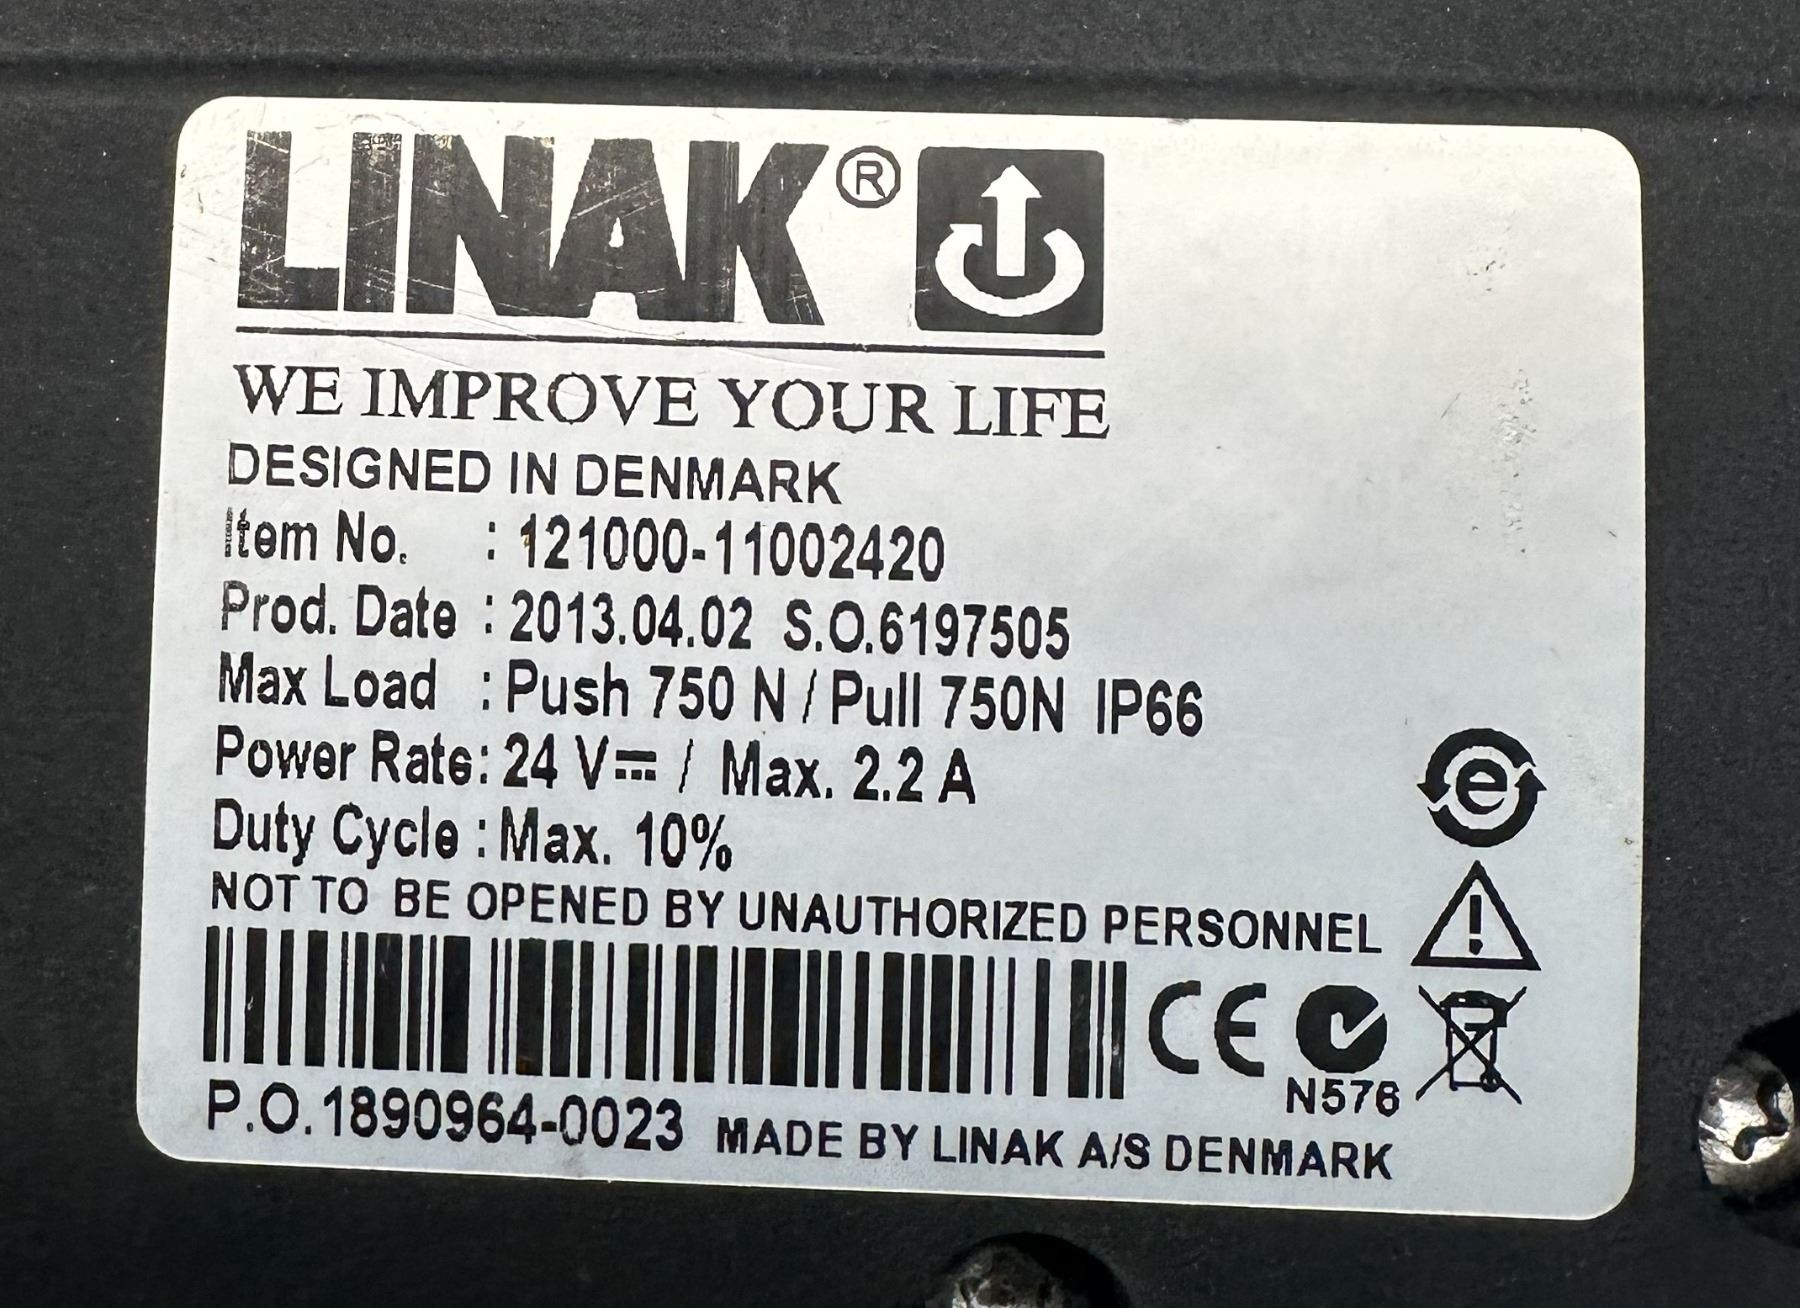 LINAK®
WE IMPROVE YOUR LIFE
DESIGNED IN DENMARK
Item No. : 121000-11002420
Prod. Date : 2013.04.02 S.O.6197505
Max Load : Push 750 N / Pull 750N IP66
Power Rate: 24 V⎓ / Max. 2.2 A
Duty Cycle : Max. 10%
NOT TO BE OPENED BY UNAUTHORIZED PERSONNEL
e
CE
N576
P.O.1890964-0023 MADE BY LINAK A/S DENMARK